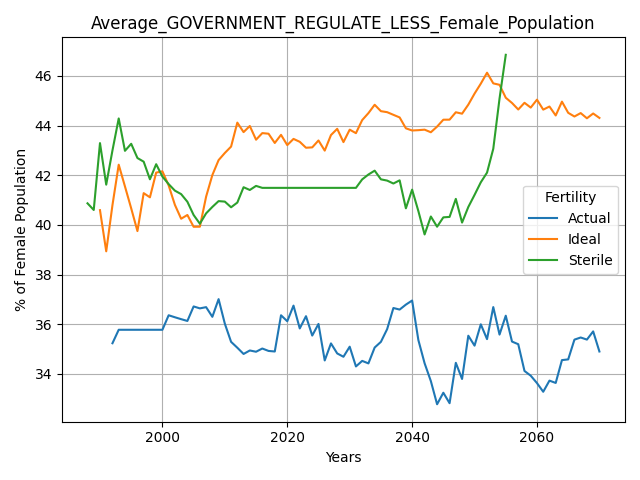 Average_GOVERNMENT_REGULATE_LESS_Female_Population
% of Female Population
46
44
42
40
38
36
34
Fertility
Actual
Ideal
Sterile
2000
2020
2040
2060
Years